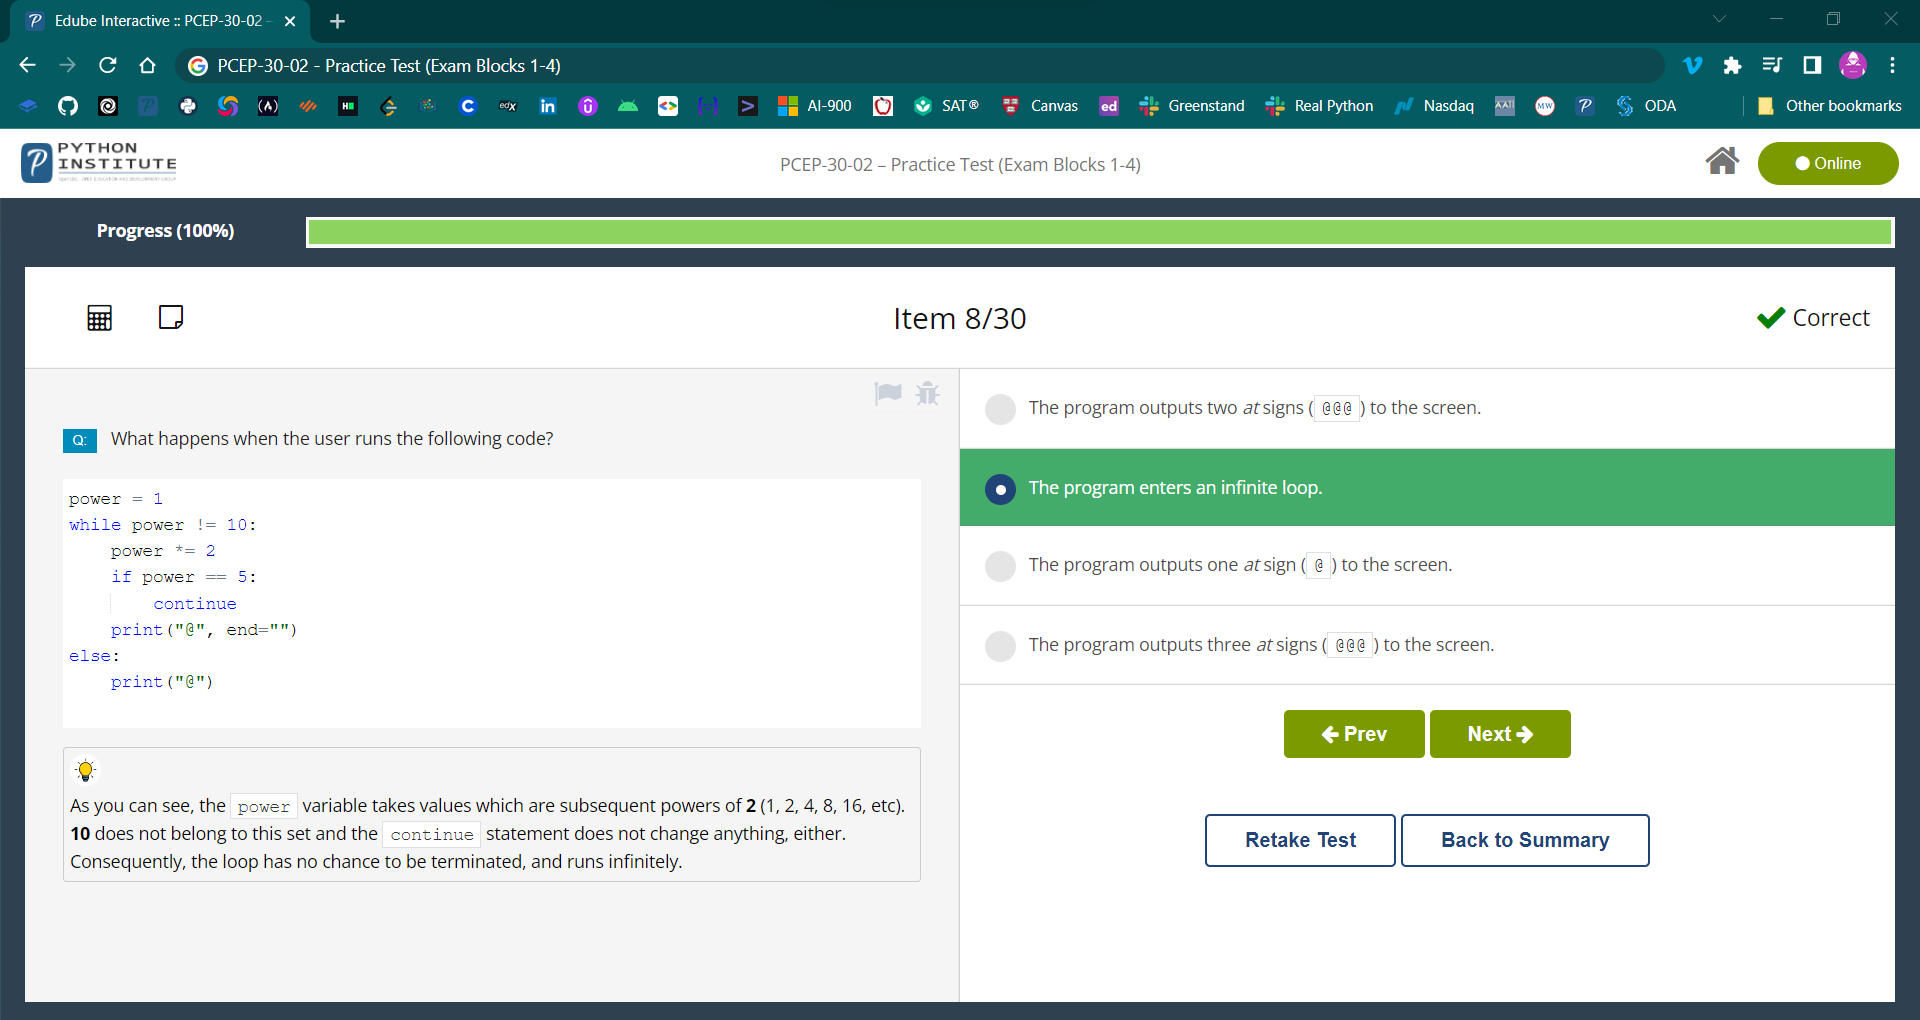 Edube Interactive :: PCEP-30-02 -
PCEP-30-02 - Practice Test (Exam Blocks 1-4)
AI-900
SAT®
Canvas
ed
Greenstand
Real Python
Nasdaq
ODA
Other bookmarks
PYTHON
INSTITUTE
PCEP-30-02 – Practice Test (Exam Blocks 1-4)
Online
Progress (100%)
Item 8/30
Correct
Q: What happens when the user runs the following code?
power = 1
while power != 10:
    power *= 2
    if power == 5:
        continue
    print("@", end="")
else:
    print("@")
As you can see, the power variable takes values which are subsequent powers of 2 (1, 2, 4, 8, 16, etc).
10 does not belong to this set and the continue statement does not change anything, either.
Consequently, the loop has no chance to be terminated, and runs infinitely.
The program outputs two at signs ( @@@ ) to the screen.
The program enters an infinite loop.
The program outputs one at sign ( @ ) to the screen.
The program outputs three at signs ( @@@ ) to the screen.
Prev
Next
Retake Test
Back to Summary